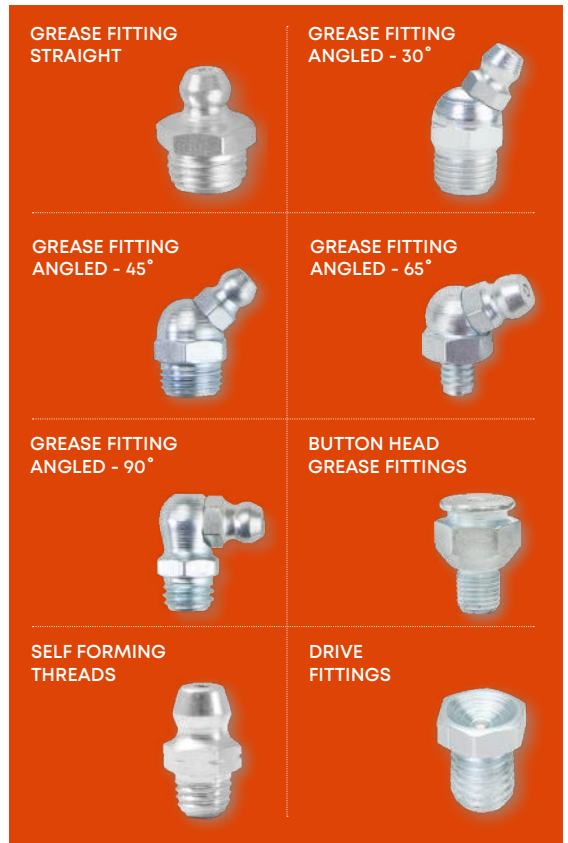 GREASE FITTING
STRAIGHT
GREASE FITTING
ANGLED - 30°
GREASE FITTING
ANGLED - 45°
GREASE FITTING
ANGLED - 65°
GREASE FITTING
ANGLED - 90°
BUTTON HEAD
GREASE FITTINGS
SELF FORMING
THREADS
DRIVE
FITTINGS